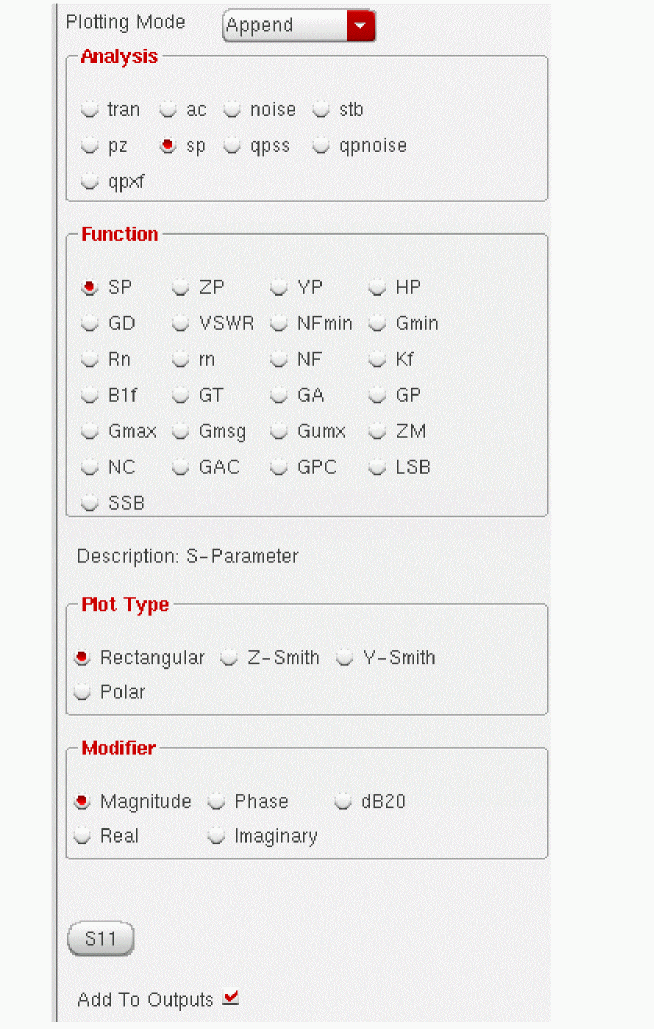 Plotting Mode Append
Analysis
tran ac noise stb
pz sp qpss qpnoise
qpxf
Function
SP ZP YP HP
GD VSWR NFmin Gmin
Rn rn NF Kf
B1f GT GA GP
Gmax Gmsg Gumx ZM
NC GAC GPC LSB
SSB
Description: S-Parameter
Plot Type
Rectangular Z-Smith Y-Smith
Polar
Modifier
Magnitude Phase dB20
Real Imaginary
S11
Add To Outputs